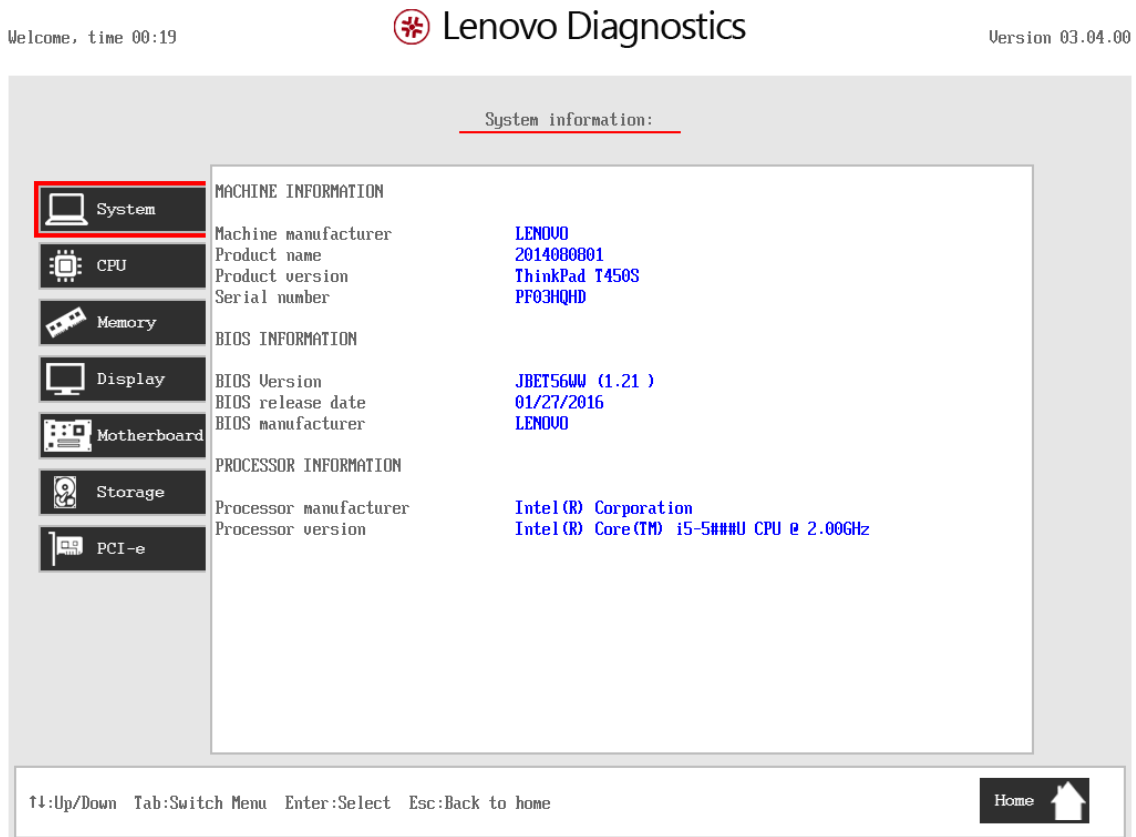 Welcome, time 00:19
Lenovo Diagnostics
Version 03.04.00
System information:
System
CPU
Memory
Display
Motherboard
Storage
PCI-e
MACHINE INFORMATION
Machine manufacturer LENOVO
Product name 2014080801
Product version ThinkPad T450S
Serial number PF03HQHD
BIOS INFORMATION
BIOS Version JBET56WW (1.21 )
BIOS release date 01/27/2016
BIOS manufacturer LENOVO
PROCESSOR INFORMATION
Processor manufacturer Intel(R) Corporation
Processor version Intel(R) Core(TM) i5-5###U CPU @ 2.00GHz
↑↓:Up/Down Tab:Switch Menu Enter:Select Esc:Back to home
Home